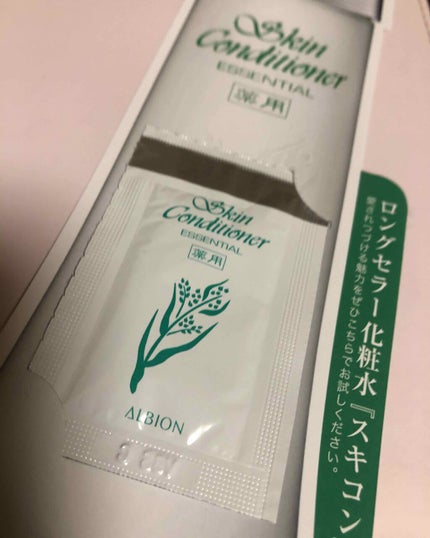 Skin
Conditioner
ESSENTIAL
薬用
Skin
Conditioner
ESSENTIAL
薬用
ALBION
ロングセラー化粧水『スキコン
愛されつづける魅力をぜひこちらでお試しください。